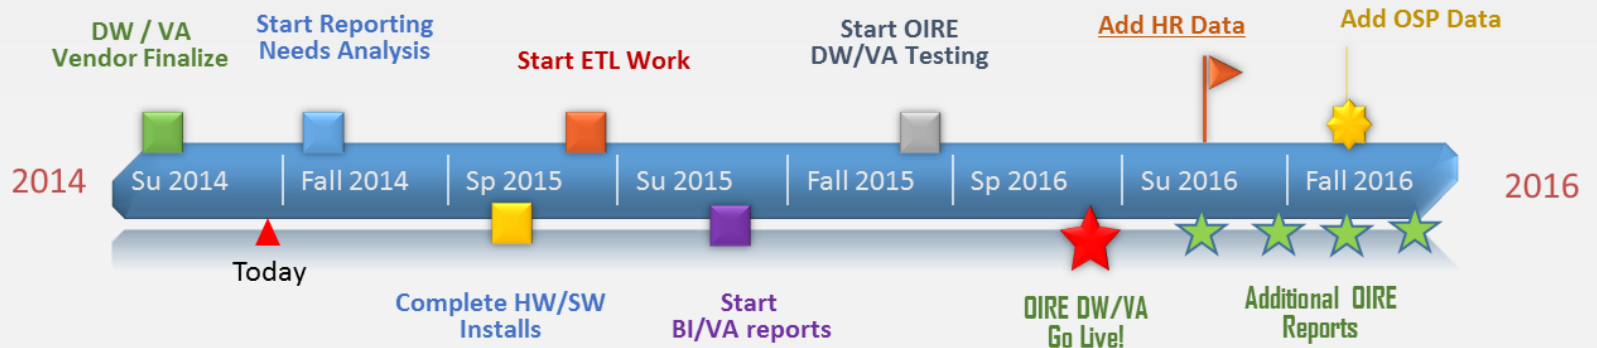 DW / VA
Vendor Finalize
Start Reporting
Needs Analysis
Start ETL Work
Start OIRE
DW/VA Testing
Add HR Data
Add OSP Data
2014
Su 2014
Fall 2014
Sp 2015
Su 2015
Fall 2015
Sp 2016
Su 2016
Fall 2016
2016
Today
Complete HW/SW
Installs
Start
BI/VA reports
OIRE DW/VA
Go Live!
Additional OIRE
Reports